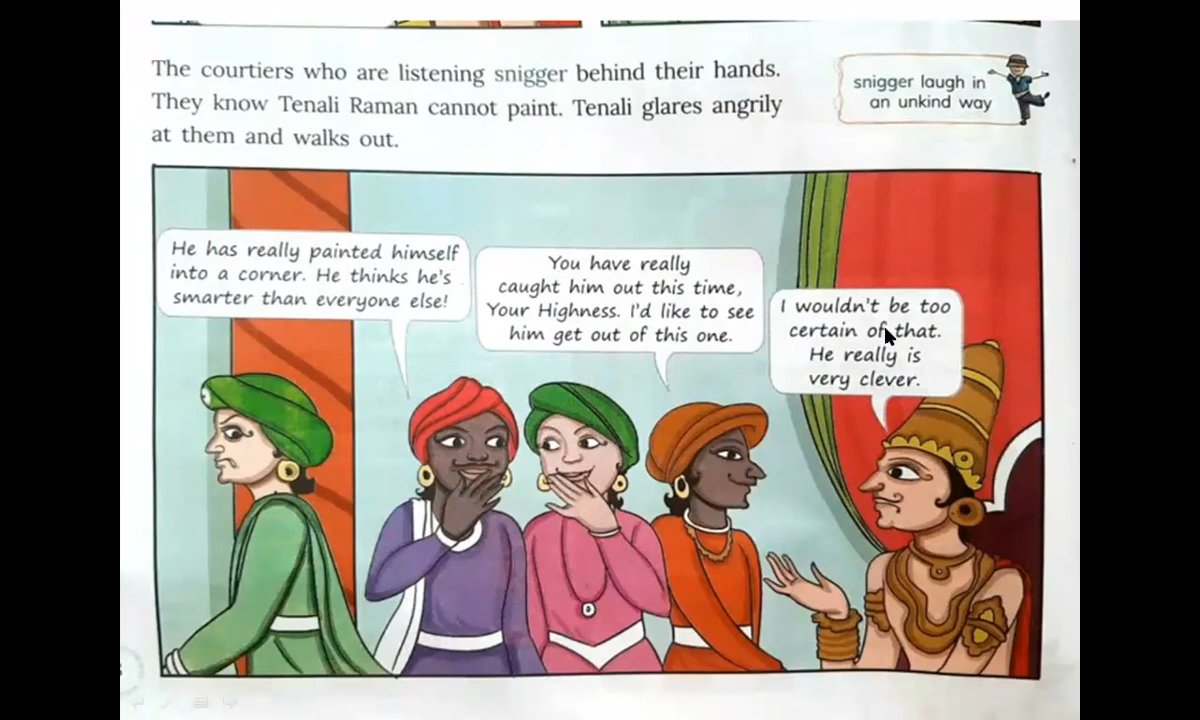 The courtiers who are listening snigger behind their hands.
They know Tenali Raman cannot paint. Tenali glares angrily
at them and walks out.
snigger laugh in
an unkind way
He has really painted himself
into a corner. He thinks he's
smarter than everyone else!
You have really
caught him out this time,
Your Highness. I'd like to see
him get out of this one.
I wouldn't be too
certain of that.
He really is
very clever.